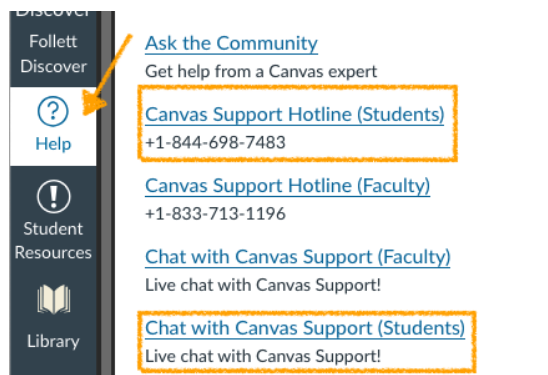 Discover
Follett
Discover
Help
Student
Resources
Library
Ask the Community
Get help from a Canvas expert
Canvas Support Hotline (Students)
+1-844-698-7483
Canvas Support Hotline (Faculty)
+1-833-713-1196
Chat with Canvas Support (Faculty)
Live chat with Canvas Support!
Chat with Canvas Support (Students)
Live chat with Canvas Support!